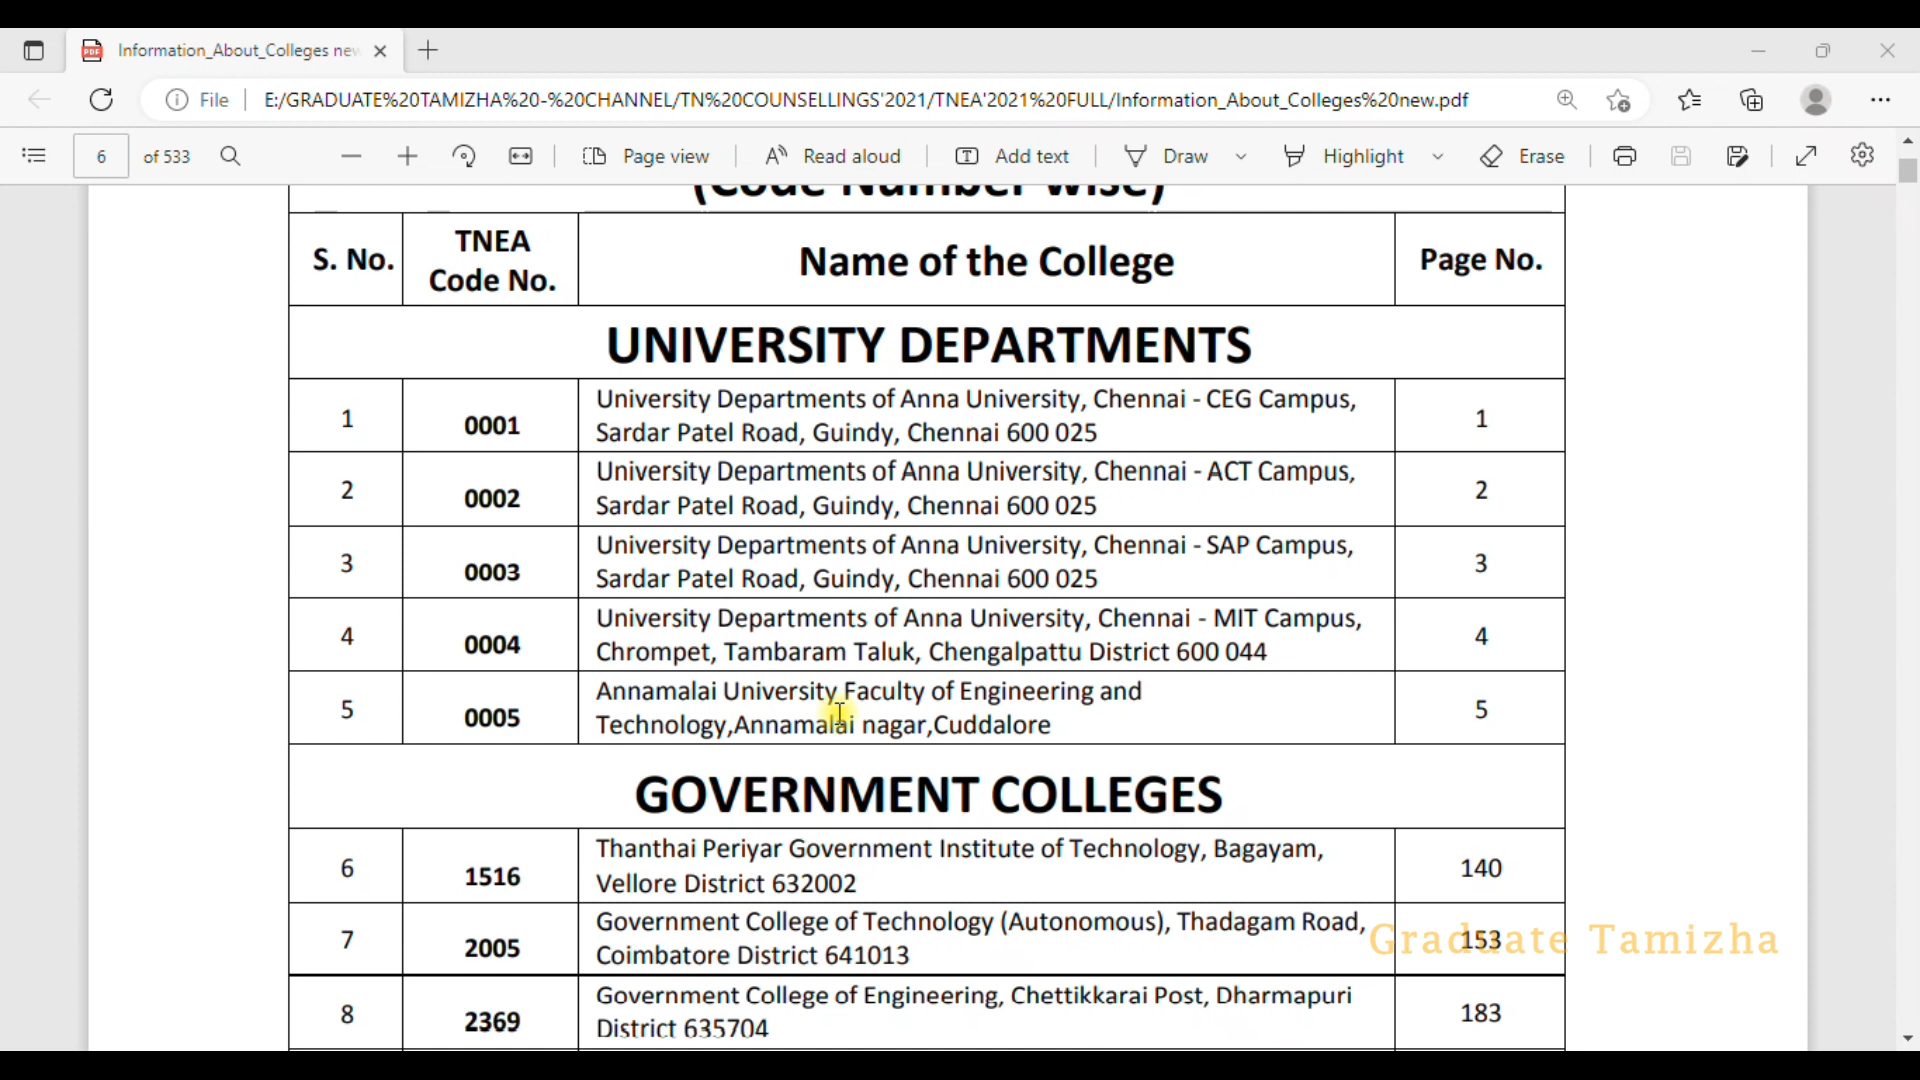 Information_About_Colleges new
File
E:/GRADUATE%20TAMIZHA%20-%20CHANNEL/TN%20COUNSELLINGS'2021/TNEA'2021%20FULL/Information_About_Colleges%20new.pdf
6 of 533
Page view
Read aloud
Add text
Draw
Highlight
Erase
(Code Number wise)
S. No.
TNEA
Code No.
Name of the College
Page No.
UNIVERSITY DEPARTMENTS
1
0001
University Departments of Anna University, Chennai - CEG Campus,
Sardar Patel Road, Guindy, Chennai 600 025
1
2
0002
University Departments of Anna University, Chennai - ACT Campus,
Sardar Patel Road, Guindy, Chennai 600 025
2
3
0003
University Departments of Anna University, Chennai - SAP Campus,
Sardar Patel Road, Guindy, Chennai 600 025
3
4
0004
University Departments of Anna University, Chennai - MIT Campus,
Chrompet, Tambaram Taluk, Chengalpattu District 600 044
4
5
0005
Annamalai University,Faculty of Engineering and
Technology,Annamalai nagar,Cuddalore
5
GOVERNMENT COLLEGES
6
1516
Thanthai Periyar Government Institute of Technology, Bagayam,
Vellore District 632002
140
7
2005
Government College of Technology (Autonomous), Thadagam Road,
Coimbatore District 641013
153
Graduate Tamizha
8
2369
Government College of Engineering, Chettikkarai Post, Dharmapuri
District 635704
183